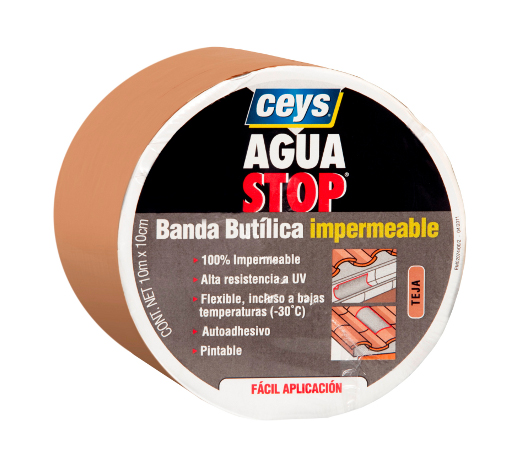 ceys
AGUA
STOP®
Banda Butílica impermeable
• 100% Impermeable
• Alta resistencia a UV
• Flexible, incluso a bajas
temperaturas (-30°C)
• Autoadhesivo
• Pintable
TEJA
FÁCIL APLICACIÓN
CONT. NET 10m x 10cm